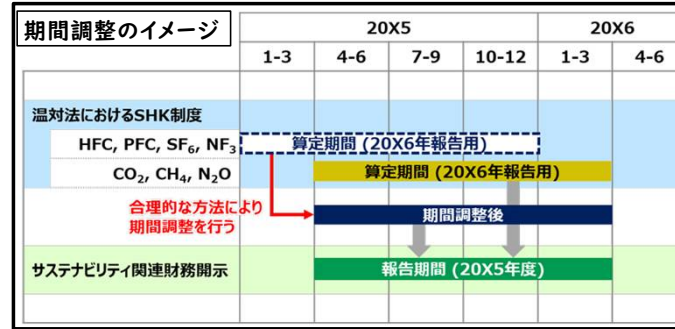 期間調整のイメージ
20X5 20X6
1-3 4-6 7-9 10-12 1-3 4-6
温対法におけるSHK制度
HFC, PFC, SF₆, NF₃ 算定期間 (20X6年報告用)
CO₂, CH₄, N₂O 算定期間 (20X6年報告用)
合理的な方法により
期間調整を行う
期間調整後
サステナビリティ関連財務開示 報告期間 (20X5年度)